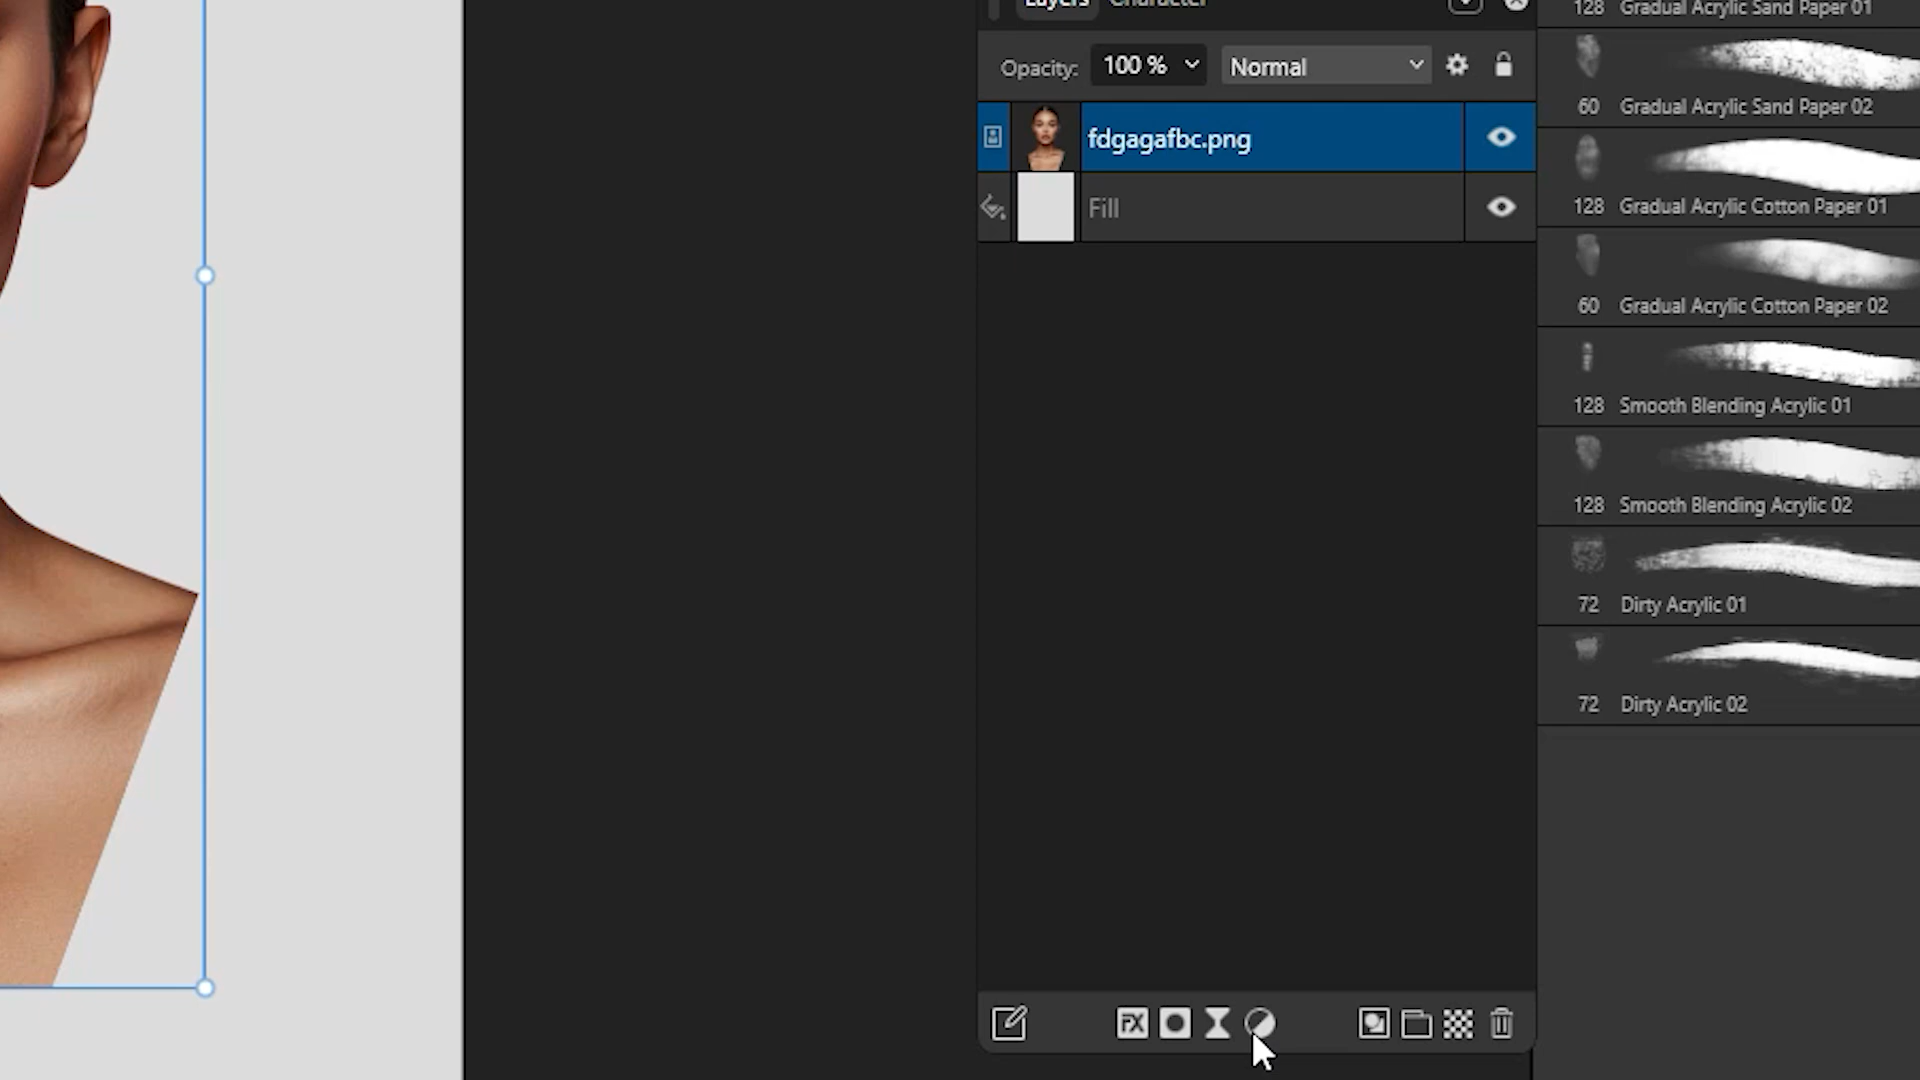 Layers Character
Opacity: 100 % Normal
fdgagafbc.png
Fill
FX
128 Gradual Acrylic Sand Paper 01
60 Gradual Acrylic Sand Paper 02
128 Gradual Acrylic Cotton Paper 01
60 Gradual Acrylic Cotton Paper 02
128 Smooth Blending Acrylic 01
128 Smooth Blending Acrylic 02
72 Dirty Acrylic 01
72 Dirty Acrylic 02